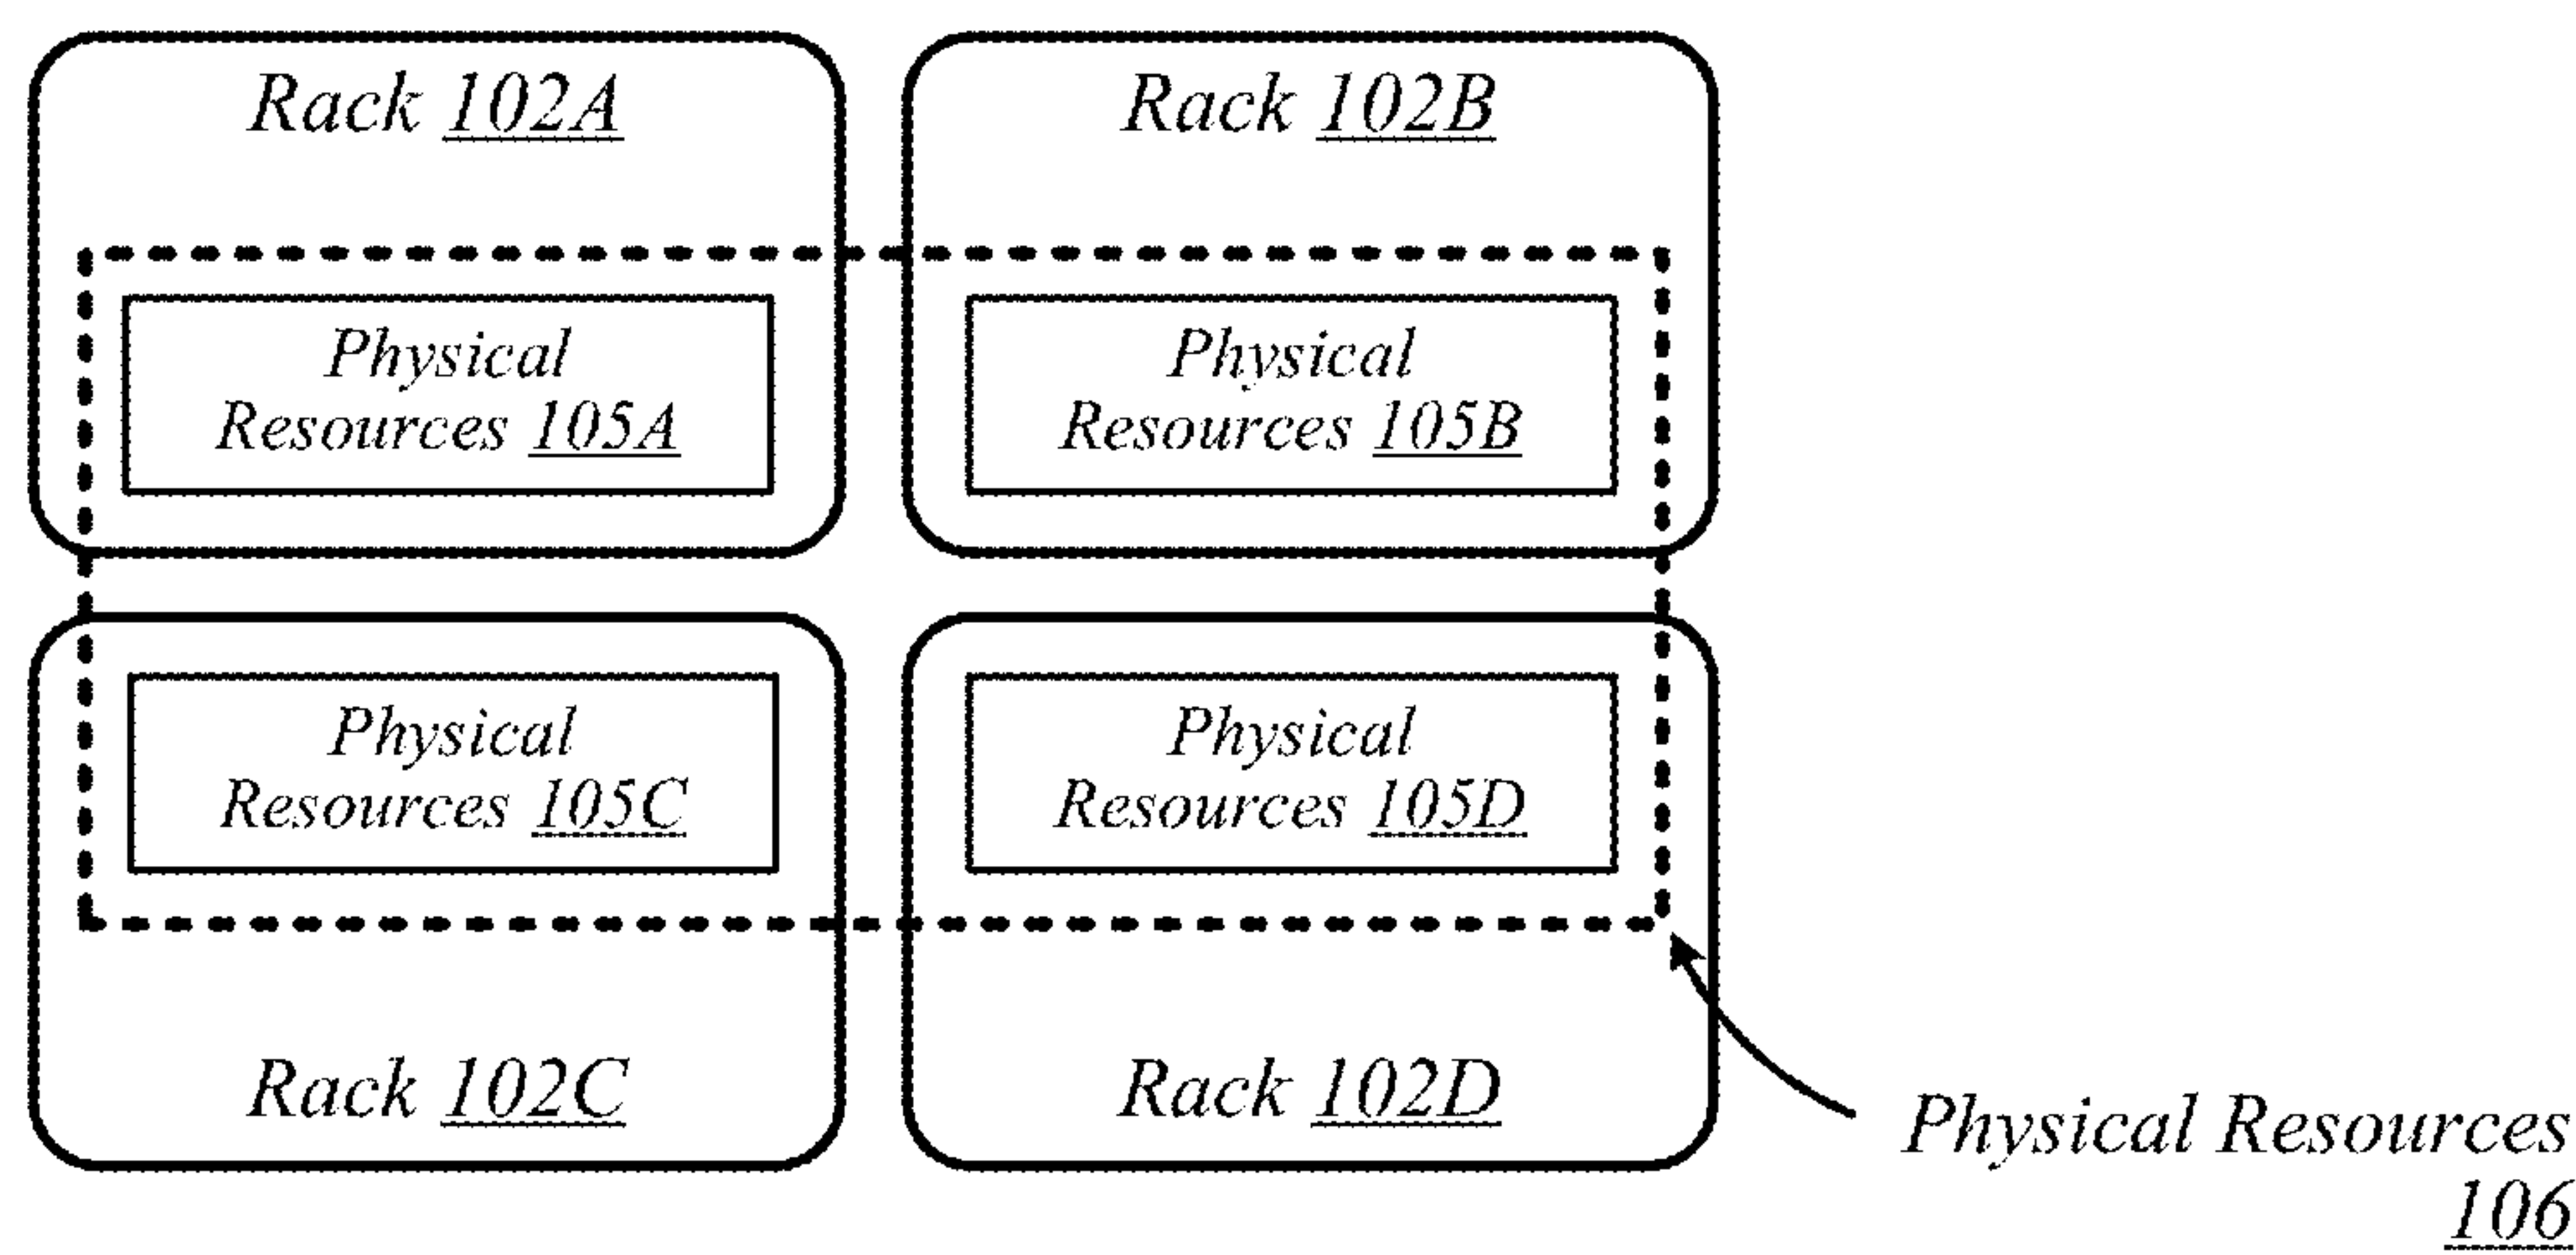 Rack 102A
Rack 102B
Physical
Resources 105A
Physical
Resources 105B
Physical
Resources 105C
Physical
Resources 105D
Rack 102C
Rack 102D
Physical Resources
106